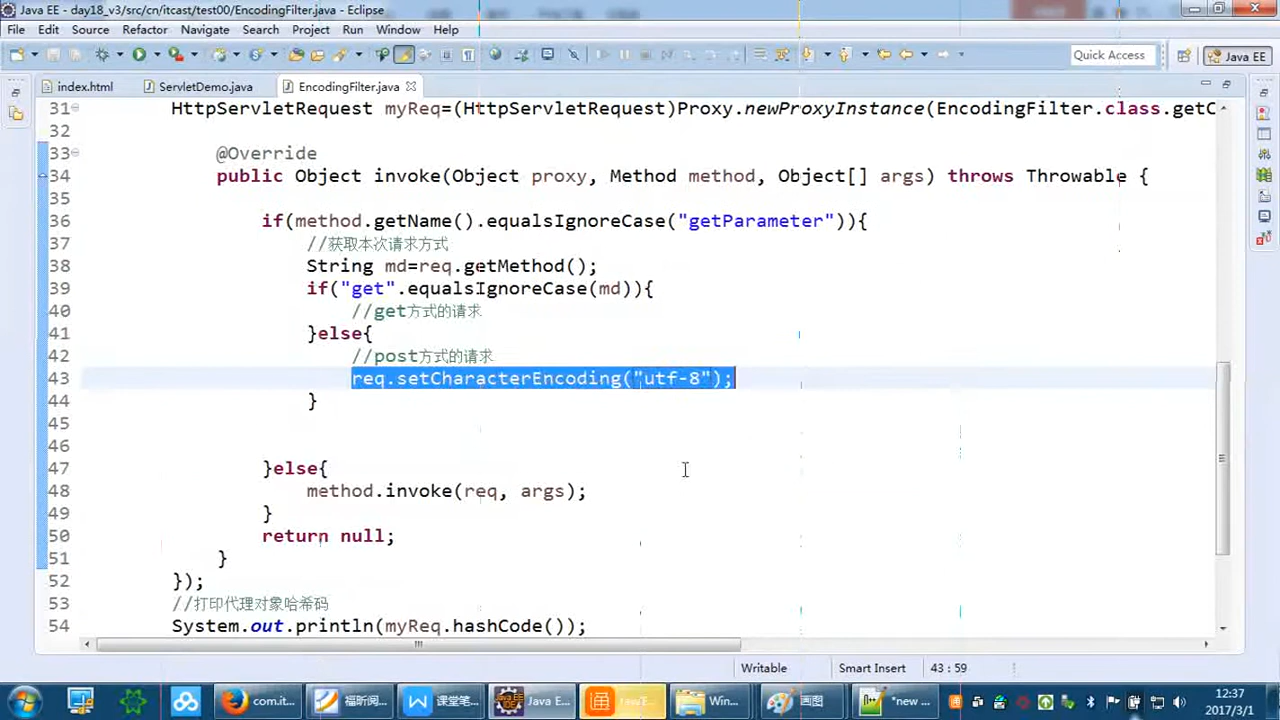 Java EE - day18_v3/src/cn/itcast/test00/EncodingFilter.java - Eclipse
File Edit Source Refactor Navigate Search Project Run Window Help
Quick Access
Java EE
index.html
ServletDemo.java
EncodingFilter.java
31 HttpServletRequest myReq=(HttpServletRequest)Proxy.newProxyInstance(EncodingFilter.class.getC
32
33 @Override
34 public Object invoke(Object proxy, Method method, Object[] args) throws Throwable {
35
36 if(method.getName().equalsIgnoreCase("getParameter")){
37 //获取本次请求方式
38 String md=req.getMethod();
39 if("get".equalsIgnoreCase(md)){
40 //get方式的请求
41 }else{
42 //post方式的请求
43 req.setCharacterEncoding("utf-8");
44 }
45
46
47 }else{
48 method.invoke(req, args);
49 }
50 return null;
51 }
52 });
53 //打印代理对象哈希码
54 System.out.println(myReq.hashCode());
Writable
Smart Insert
43 : 59
com.it...
福昕阅...
课堂笔...
Java E...
Win...
画图
"new ...
12:37
2017/3/1